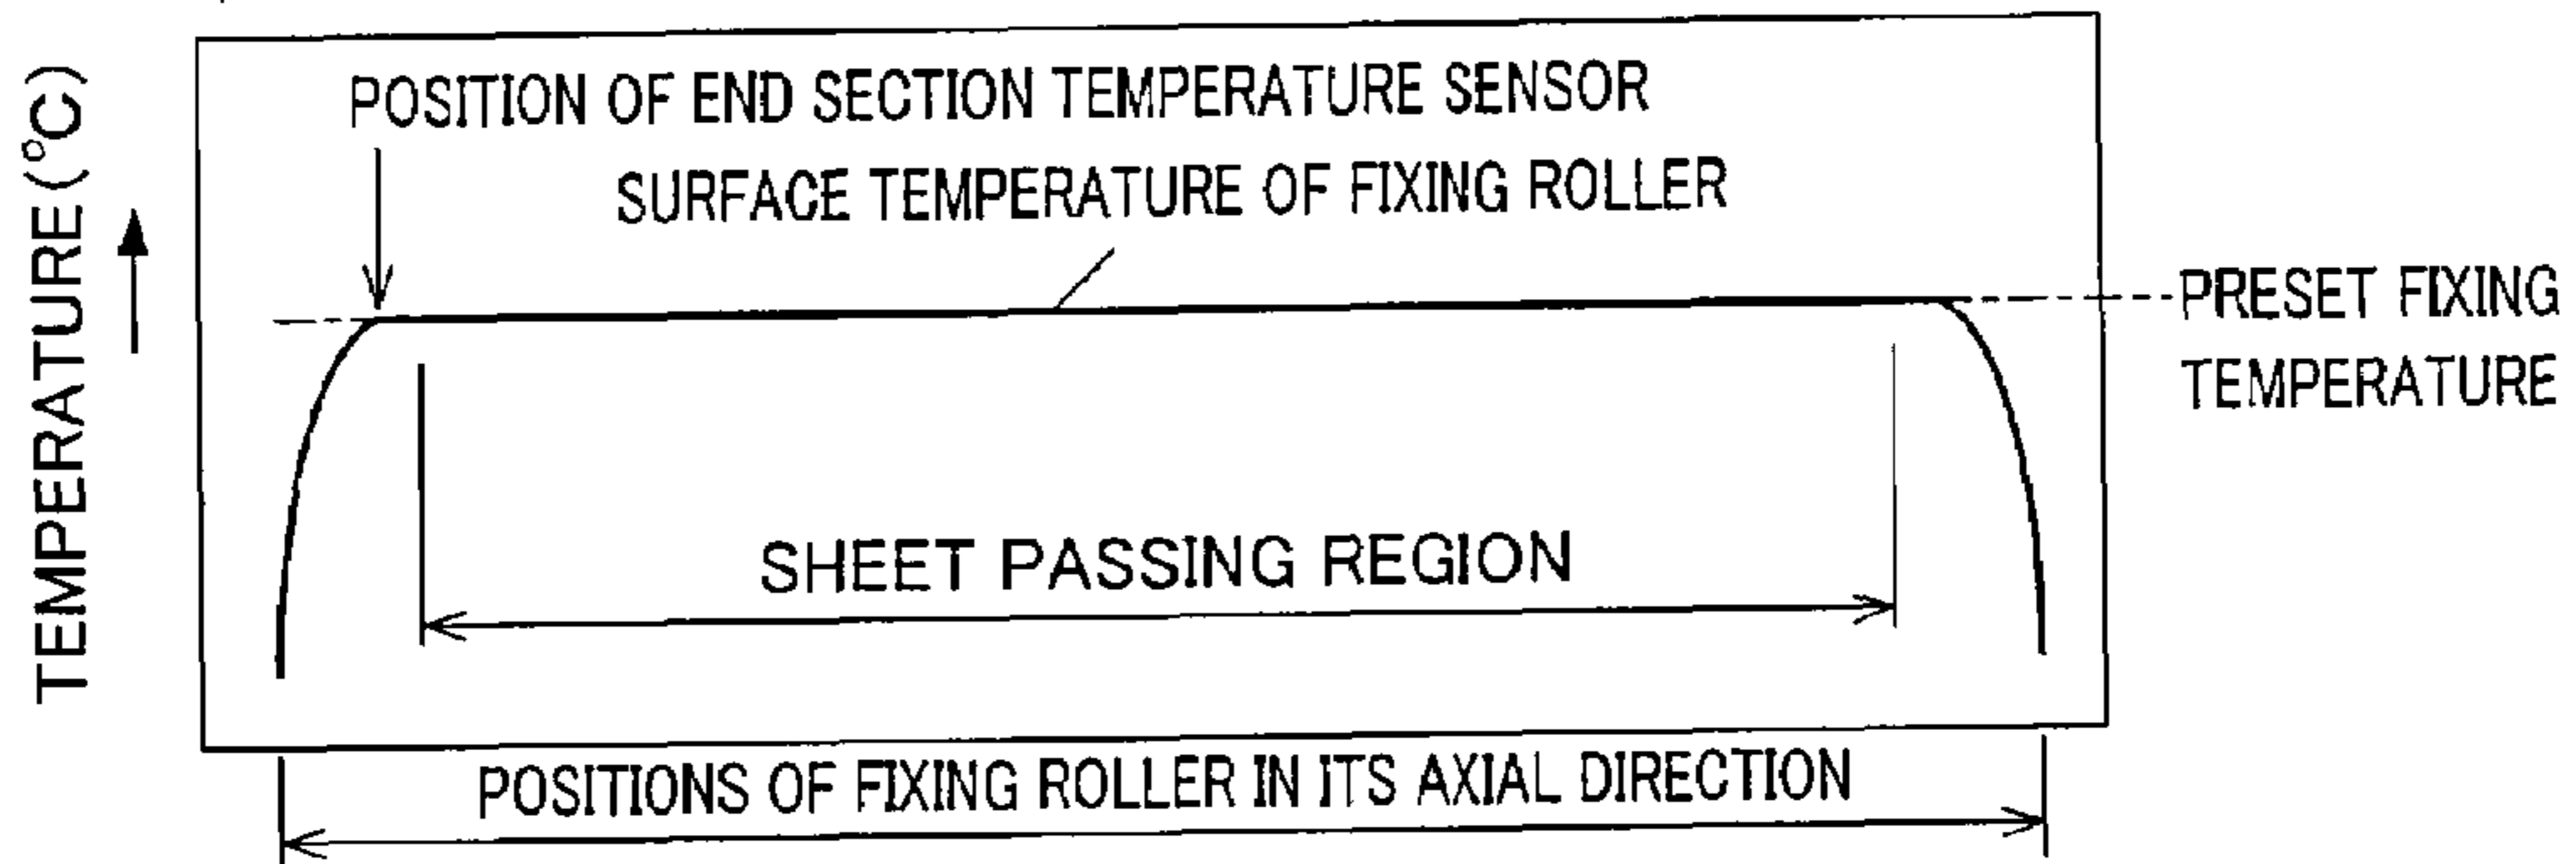 TEMPERATURE (°C)
POSITION OF END SECTION TEMPERATURE SENSOR
SURFACE TEMPERATURE OF FIXING ROLLER
PRESET FIXING
TEMPERATURE
SHEET PASSING REGION
POSITIONS OF FIXING ROLLER IN ITS AXIAL DIRECTION